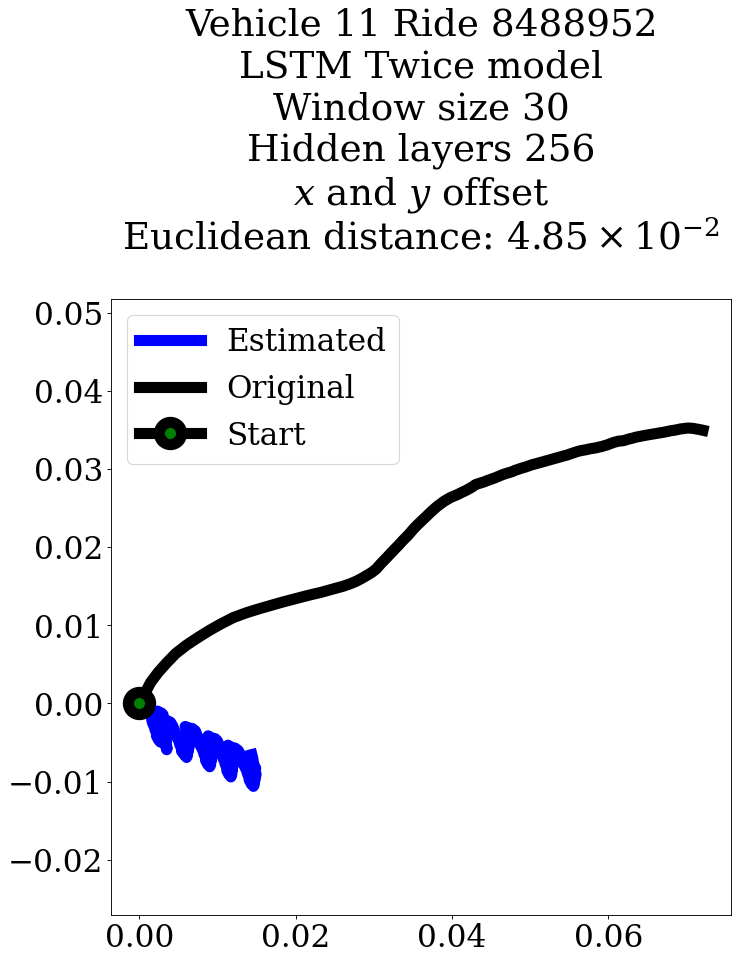 Vehicle 11 Ride 8488952
LSTM Twice model
Window size 30
Hidden layers 256
x and y offset
Euclidean distance: 4.85 × 10⁻²
0.05
Estimated
0.04
Original
Start
0.03
0.02
0.01
0.00
−0.01
−0.02
0.00 0.02 0.04 0.06